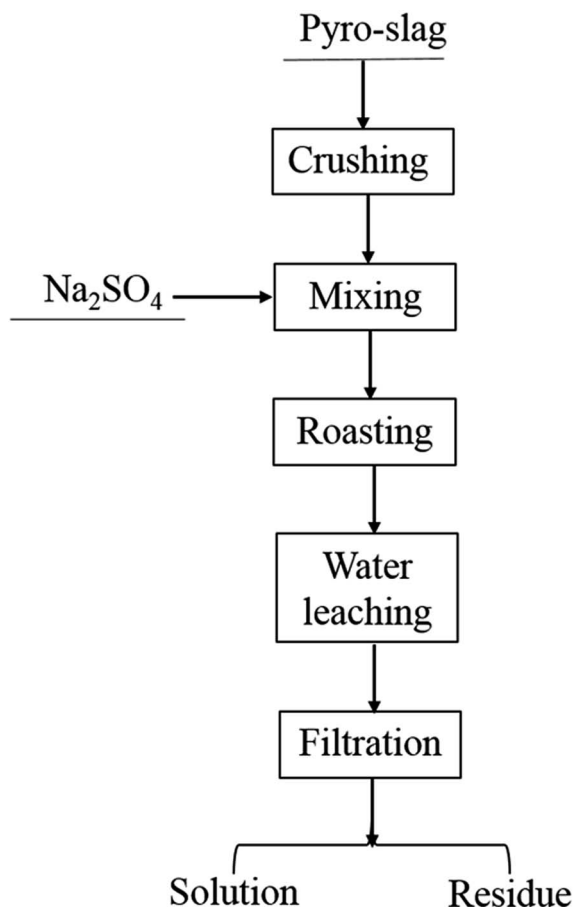 Pyro-slag
Crushing
Na₂SO₄
Mixing
Roasting
Water
leaching
Filtration
Solution
Residue